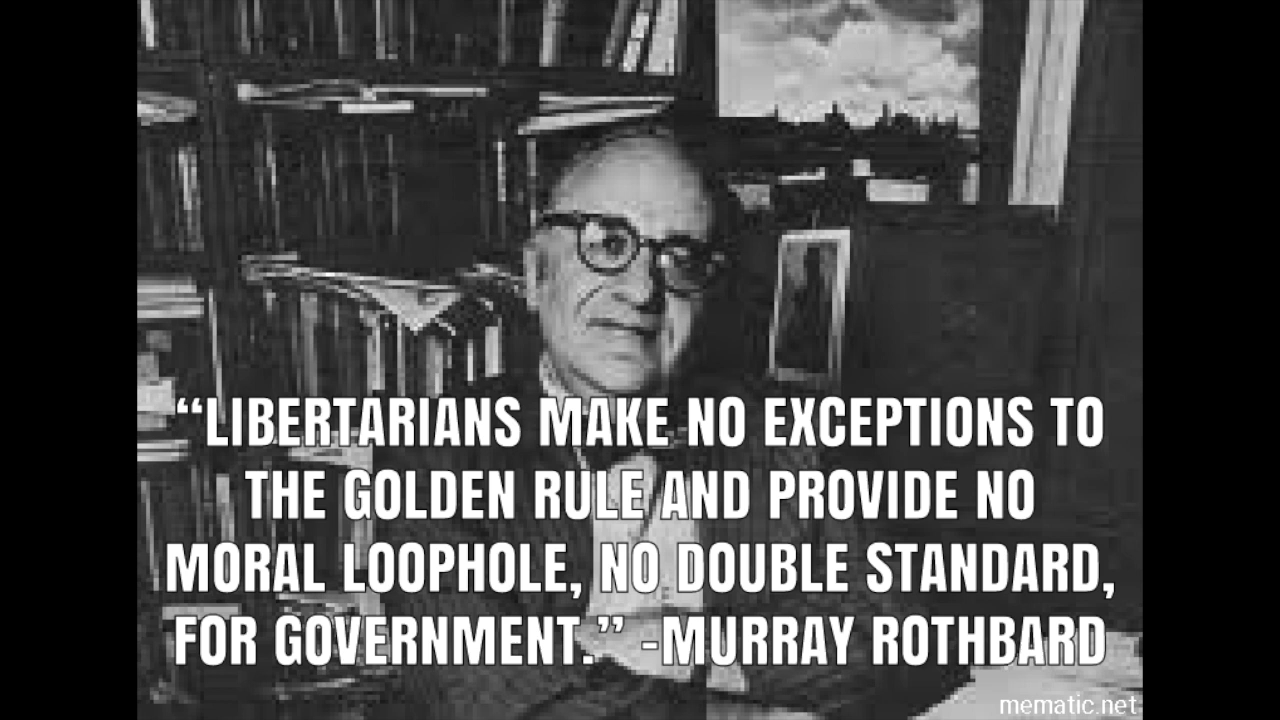 “LIBERTARIANS MAKE NO EXCEPTIONS TO
THE GOLDEN RULE AND PROVIDE NO
MORAL LOOPHOLE, NO DOUBLE STANDARD,
FOR GOVERNMENT.” -MURRAY ROTHBARD
mematic.net